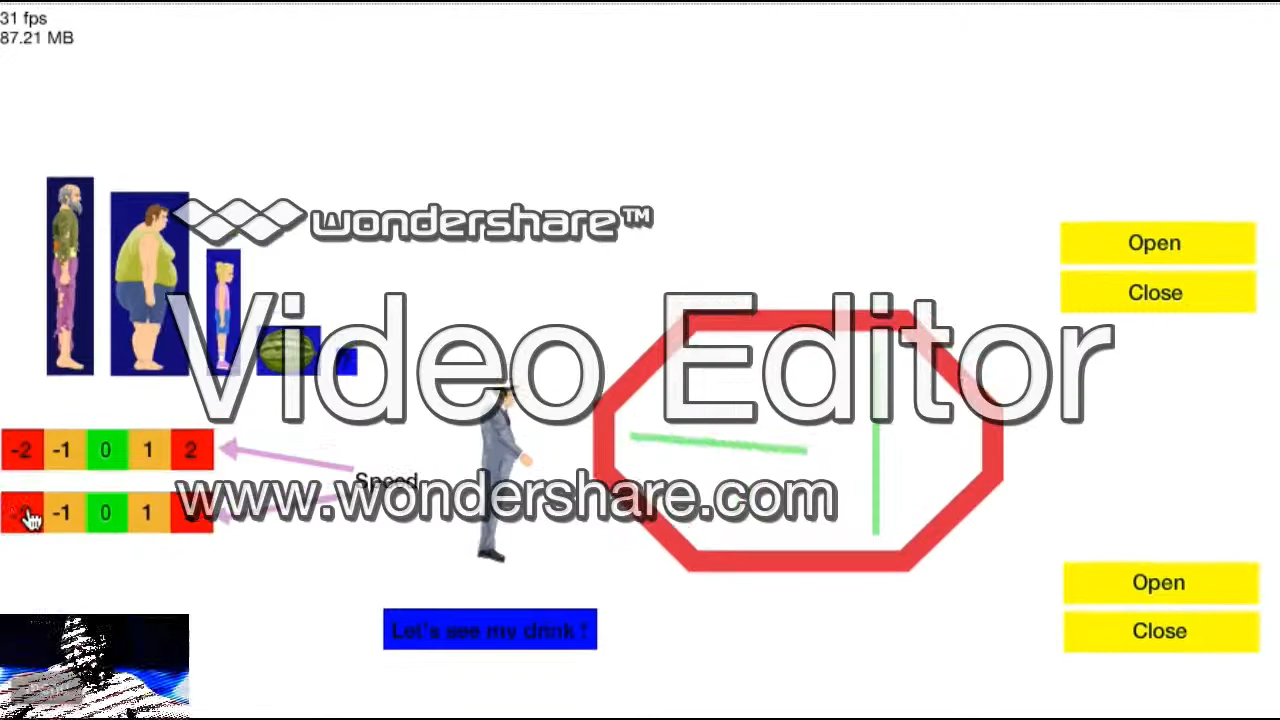 31 fps
87.21 MB
wondershare™
Open
Close
Video Editor
-2 -1 0 1 2
Speed
www.wondershare.com
-1 0 1
Open
Close
Let's see my drink !